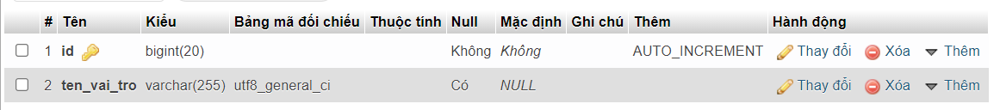 # Tên Kiểu Bảng mã đối chiếu Thuộc tính Null Mặc định Ghi chú Thêm Hành động
1 id bigint(20) Không Không AUTO_INCREMENT Thay đổi Xóa Thêm
2 ten_vai_tro varchar(255) utf8_general_ci Có NULL Thay đổi Xóa Thêm